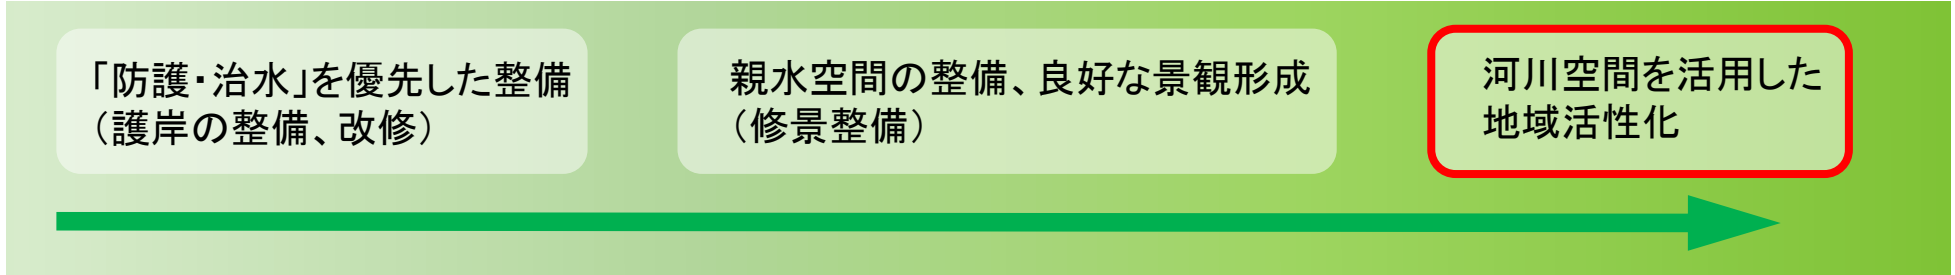 「防護・治水」を優先した整備
（護岸の整備、改修）
親水空間の整備、良好な景観形成
（修景整備）
河川空間を活用した
地域活性化